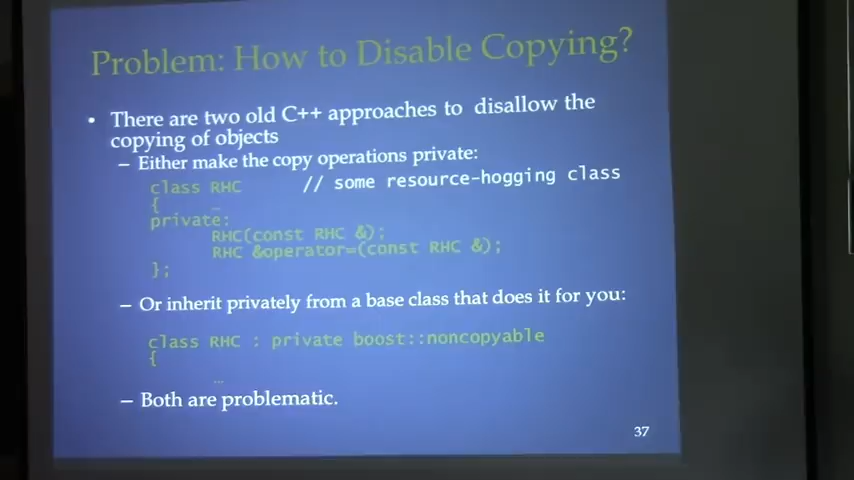 Problem: How to Disable Copying?
• There are two old C++ approaches to disallow the
copying of objects
– Either make the copy operations private:
class RHC // some resource-hogging class
{ …
private:
RHC(const RHC &);
RHC &operator=(const RHC &);
};
– Or inherit privately from a base class that does it for you:
class RHC : private boost::noncopyable
{
…
– Both are problematic.
37